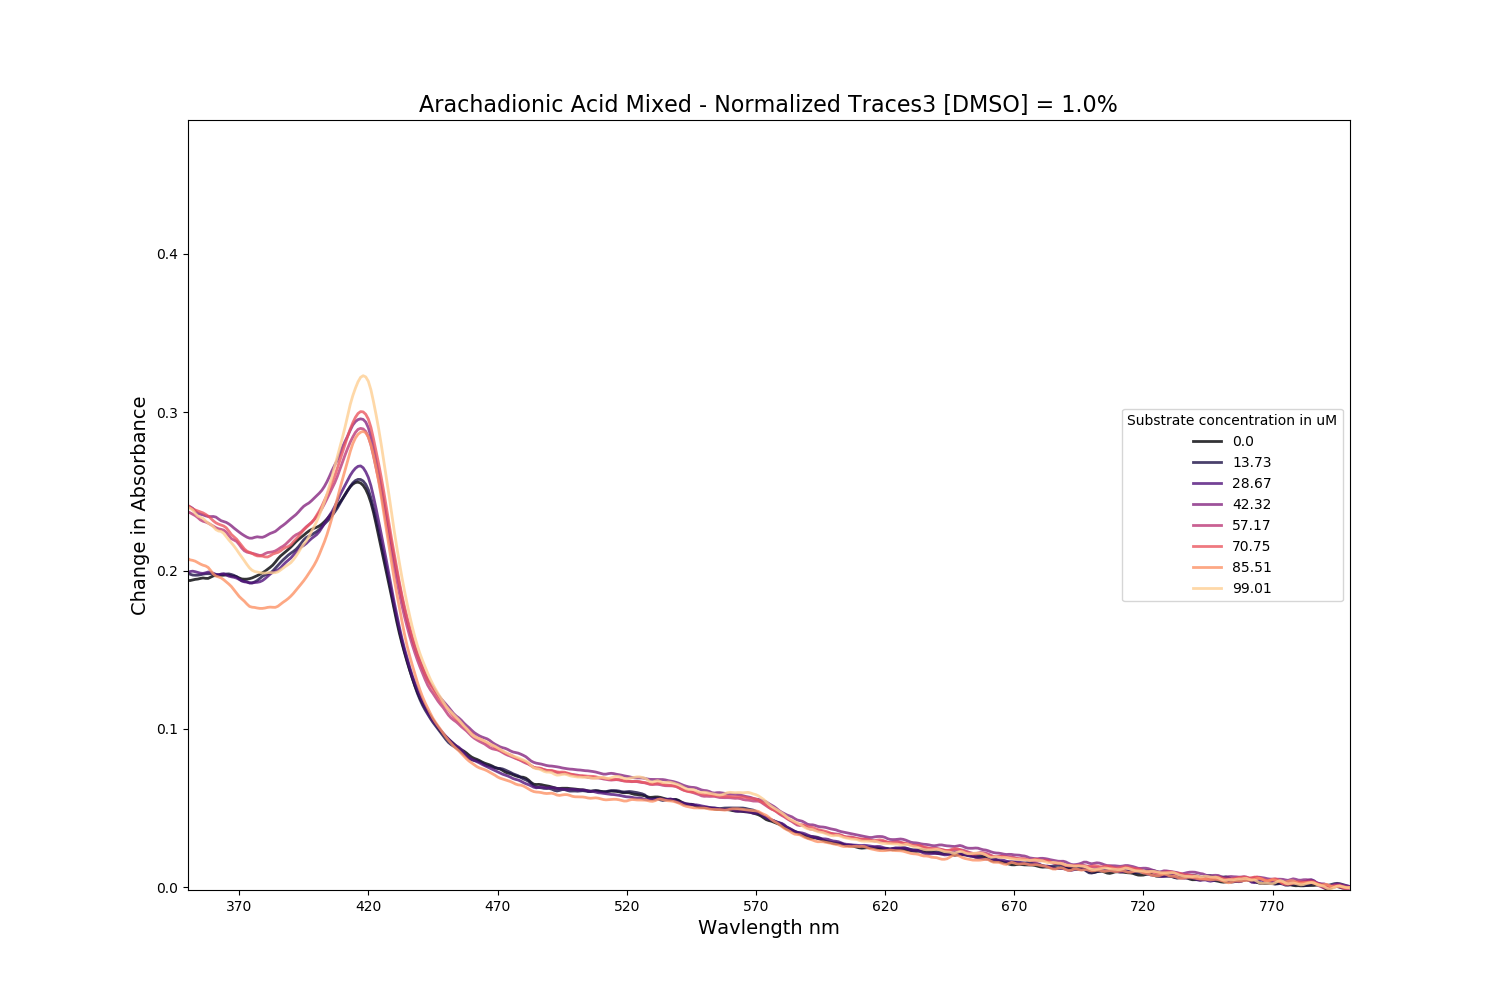 Arachadionic Acid Mixed - Normalized Traces3 [DMSO] = 1.0%
Change in Absorbance
0.4
0.3
0.2
0.1
0.0
Substrate concentration in uM
0.0
13.73
28.67
42.32
57.17
70.75
85.51
99.01
370 420 470 520 570 620 670 720 770
Wavlength nm